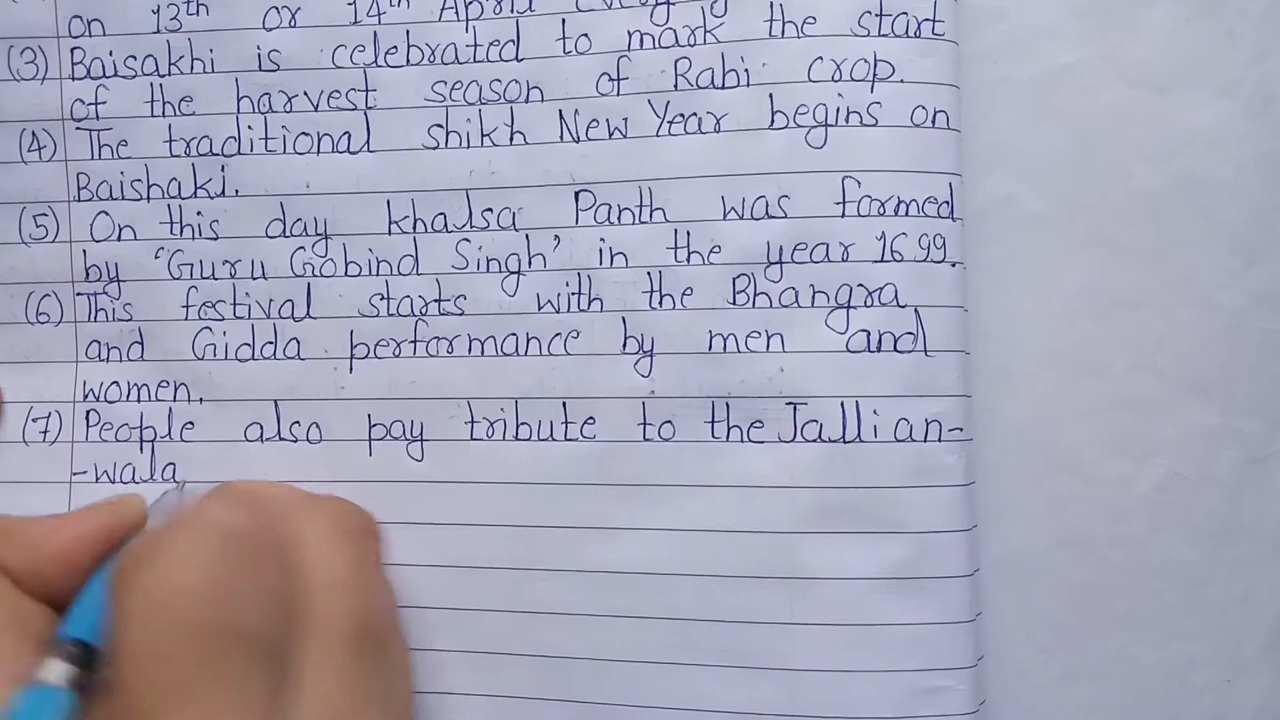 on 13th or 14th April
(3) Baisakhi is celebrated to mark the start
of the harvest season of Rabi crop.
(4) The traditional shikh New Year begins on
Baishaki.
(5) On this day khalsa Panth was formed
by 'Guru Gobind Singh' in the year 1699.
(6) This festival starts with the Bhangra
and Gidda performance by men and
women.
(7) People also pay tribute to the Jallian-
-wala